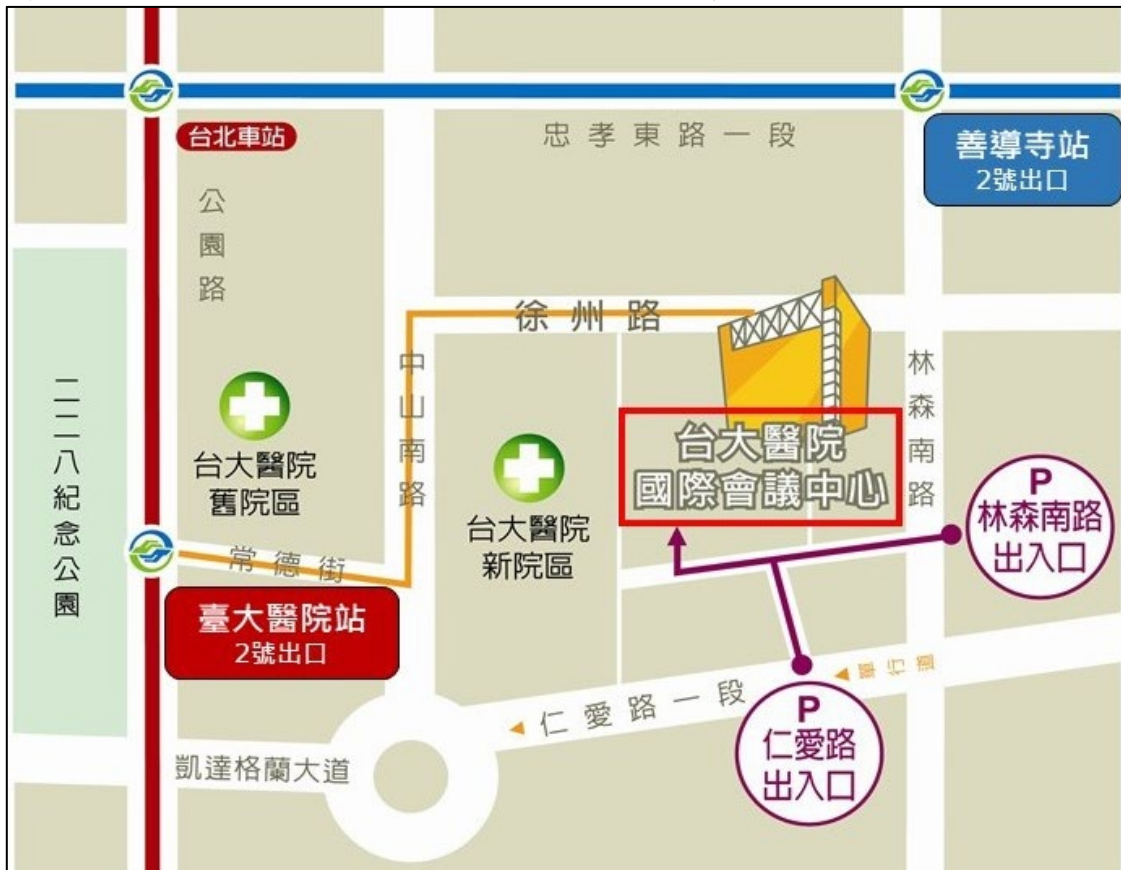 台北車站
忠孝東路一段
善導寺站
2號出口
公園路
徐州路
中山南路
林森南路
二二八紀念公園
台大醫院
舊院區
台大醫院
新院區
台大醫院
國際會議中心
P
林森南路
出入口
常德街
臺大醫院站
2號出口
單行道
仁愛路一段
P
仁愛路
出入口
凱達格蘭大道